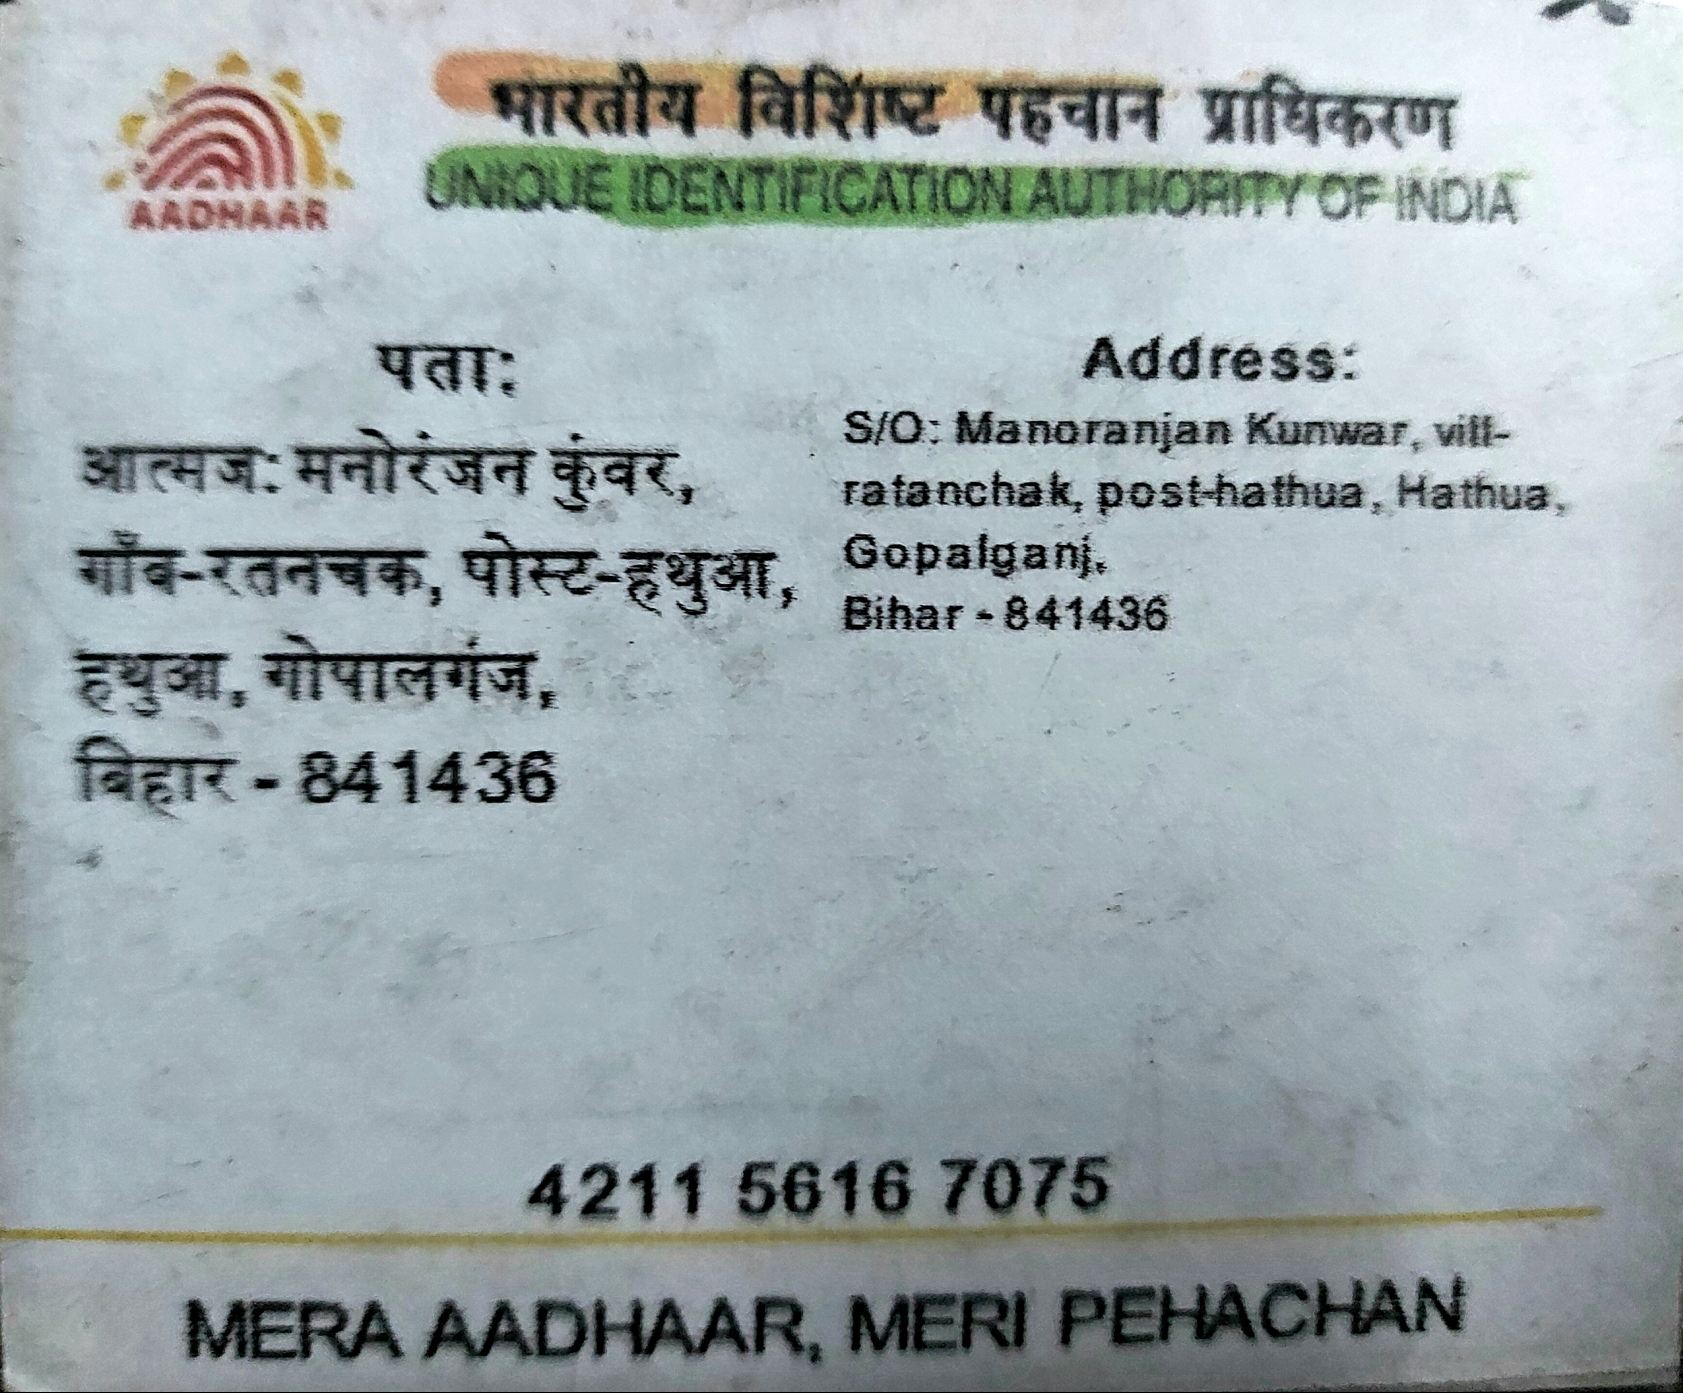 भारतीय विशिष्ट पहचान प्राधिकरण
UNIQUE IDENTIFICATION AUTHORITY OF INDIA
AADHAAR
पता:
आत्मज: मनोरंजन कुंवर,
गाँव-रतनचक, पोस्ट-हथुआ,
हथुआ, गोपालगंज,
बिहार - 841436
Address:
S/O: Manoranjan Kunwar, vill-
ratanchak, post-hathua, Hathua,
Gopalganj,
Bihar - 841436
4211 5616 7075
MERA AADHAAR, MERI PEHACHAN